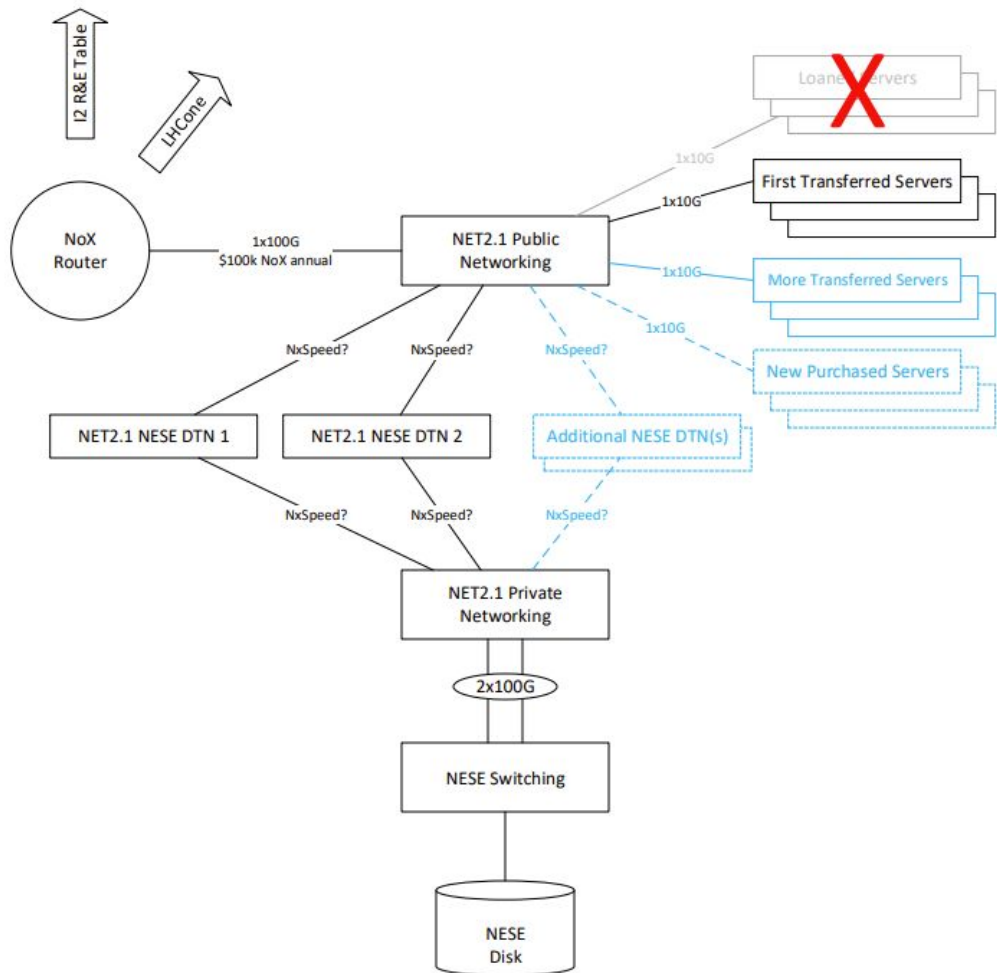 I2 R&E Table
LHCone
Loane Servers
1x10G
First Transferred Servers
1x10G
NoX
Router
1x100G
$100k NoX annual
NET2.1 Public
Networking
1x10G
More Transferred Servers
1x10G
New Purchased Servers
NxSpeed?
NxSpeed?
NxSpeed?
NET2.1 NESE DTN 1
NET2.1 NESE DTN 2
Additional NESE DTN(s)
NxSpeed?
NxSpeed?
NxSpeed?
NET2.1 Private
Networking
2x100G
NESE Switching
NESE
Disk